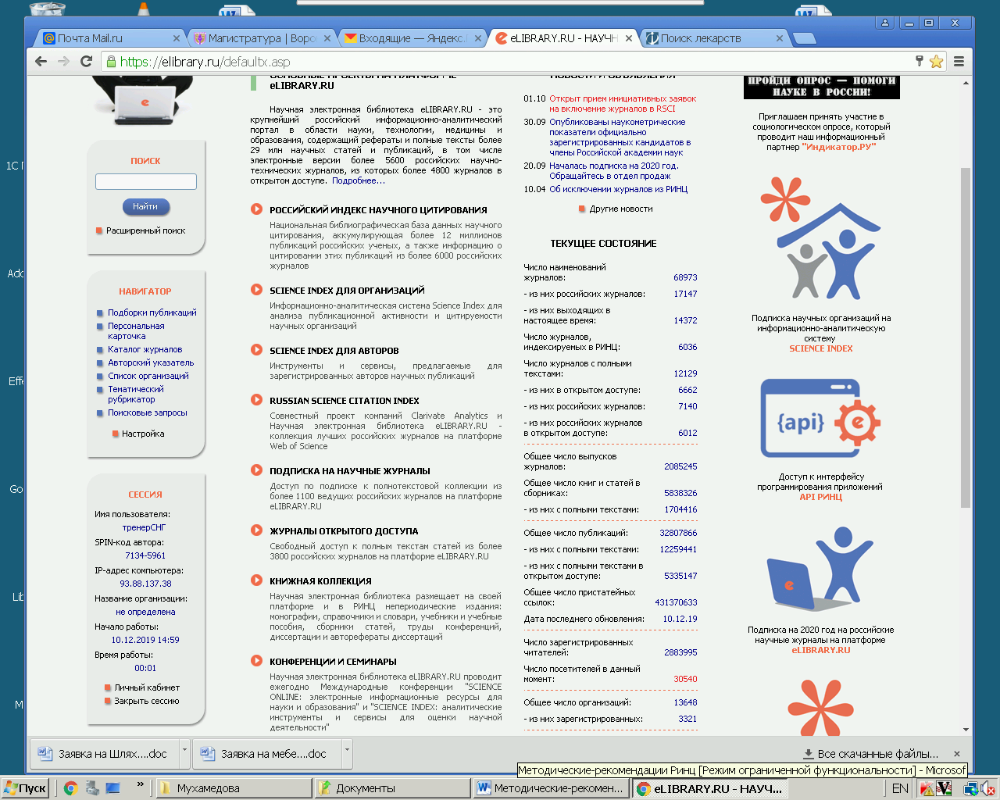 Почта Mail.ru
Магистратура | Воро
Входящие — Яндекс.
eLIBRARY.RU - НАУЧН
Поиск лекарств
https://elibrary.ru/defaultx.asp
ПОИСК
Найти
Расширенный поиск
НАВИГАТОР
Подборки публикаций
Персональная
карточка
Каталог журналов
Авторский указатель
Список организаций
Тематический
рубрикатор
Поисковые запросы
Настройка
СЕССИЯ
Имя пользователя:
тренерСНГ
SPIN-код автора:
7134-5961
IP-адрес компьютера:
93.88.137.38
Название организации:
не определена
Начало работы:
10.12.2019 14:59
Время работы:
00:01
Личный кабинет
Закрыть сессию
ОСНОВНЫЕ ПРОЕКТЫ НА ПЛАТФОРМЕ
eLIBRARY.RU
Научная электронная библиотека eLIBRARY.RU - это
крупнейший российский информационно-аналитический
портал в области науки, технологии, медицины и
образования, содержащий рефераты и полные тексты более
29 млн научных статей и публикаций, в том числе
электронные версии более 5600 российских научно-
технических журналов, из которых более 4800 журналов в
открытом доступе. Подробнее...
РОССИЙСКИЙ ИНДЕКС НАУЧНОГО ЦИТИРОВАНИЯ
Национальная библиографическая база данных научного
цитирования, аккумулирующая более 12 миллионов
публикаций российских ученых, а также информацию о
цитировании этих публикаций из более 6000 российских
журналов
SCIENCE INDEX ДЛЯ ОРГАНИЗАЦИЙ
Информационно-аналитическая система Science Index для
анализа публикационной активности и цитируемости
научных организаций
SCIENCE INDEX ДЛЯ АВТОРОВ
Инструменты и сервисы, предлагаемые для
зарегистрированных авторов научных публикаций
RUSSIAN SCIENCE CITATION INDEX
Совместный проект компаний Clarivate Analytics и
Научная электронная библиотека eLIBRARY.RU -
коллекция лучших российских журналов на платформе
Web of Science
ПОДПИСКА НА НАУЧНЫЕ ЖУРНАЛЫ
Доступ по подписке к полнотекстовой коллекции из
более 1100 ведущих российских журналов на платформе
eLIBRARY.RU
ЖУРНАЛЫ ОТКРЫТОГО ДОСТУПА
Свободный доступ к полным текстам статей из более
3800 российских журналов на платформе eLIBRARY.RU
КНИЖНАЯ КОЛЛЕКЦИЯ
Научная электронная библиотека размещает на своей
платформе и в РИНЦ непериодические издания:
монографии, справочники и словари, учебники и учебные
пособия, сборники статей, труды конференций,
диссертации и авторефераты диссертаций
КОНФЕРЕНЦИИ И СЕМИНАРЫ
Научная электронная библиотека eLIBRARY.RU проводит
ежегодно Международные конференции "SCIENCE
ONLINE: электронные информационные ресурсы для
науки и образования" и "SCIENCE INDEX: аналитические
инструменты и сервисы для оценки научной
деятельности"
НОВОСТИ И ОБЪЯВЛЕНИЯ
01.10 Открыт прием инициативных заявок
на включение журналов в RSCI
30.09 Опубликованы наукометрические
показатели официально
зарегистрированных кандидатов в
члены Российской академии наук
20.09 Началась подписка на 2020 год.
Обращайтесь в отдел продаж
10.04 Об исключении журналов из РИНЦ
Другие новости
ТЕКУЩЕЕ СОСТОЯНИЕ
Число наименований
журналов: 68973
- из них российских журналов: 17147
- из них выходящих в
настоящее время: 14372
Число журналов,
индексируемых в РИНЦ: 6036
Число журналов с полными
текстами: 12129
- из них в открытом доступе: 6662
- из них российских журналов: 7140
- из них российских журналов
в открытом доступе: 6012
Общее число выпусков
журналов: 2085245
Общее число книг и статей в
сборниках: 5838326
- из них с полными текстами: 1704416
Общее число публикаций: 32807866
- из них с полными текстами: 12259441
- из них с полными текстами в
открытом доступе: 5335147
Общее число пристатейных
ссылок: 431370633
Дата последнего обновления: 10.12.19
Число зарегистрированных
читателей: 2883995
Число посетителей в данный
момент: 30540
Общее число организаций: 13648
- из них зарегистрированных: 3321
ПРОЙДИ ОПРОС — ПОМОГИ
НАУКЕ В РОССИИ!
Приглашаем принять участие в
социологическом опросе, который
проводит наш информационный
партнер "Индикатор.РУ"
Подписка научных организаций на
информационно-аналитическую
систему
SCIENCE INDEX
{api}
Доступ к интерфейсу
программирования приложений
API РИНЦ
Подписка на 2020 год на российские
научные журналы на платформе
eLIBRARY.RU
1С
Ado
Effe
Go
Lib
М
Заявка на Шлях....doc
Заявка на мебе....doc
Все скачанные файлы...
Методические-рекомендации Ринц [Режим ограниченной функциональности] - Microsof
Пуск
»
Мухамедова
Документы
Методические-рекомен...
eLIBRARY.RU - НАУЧ...
EN